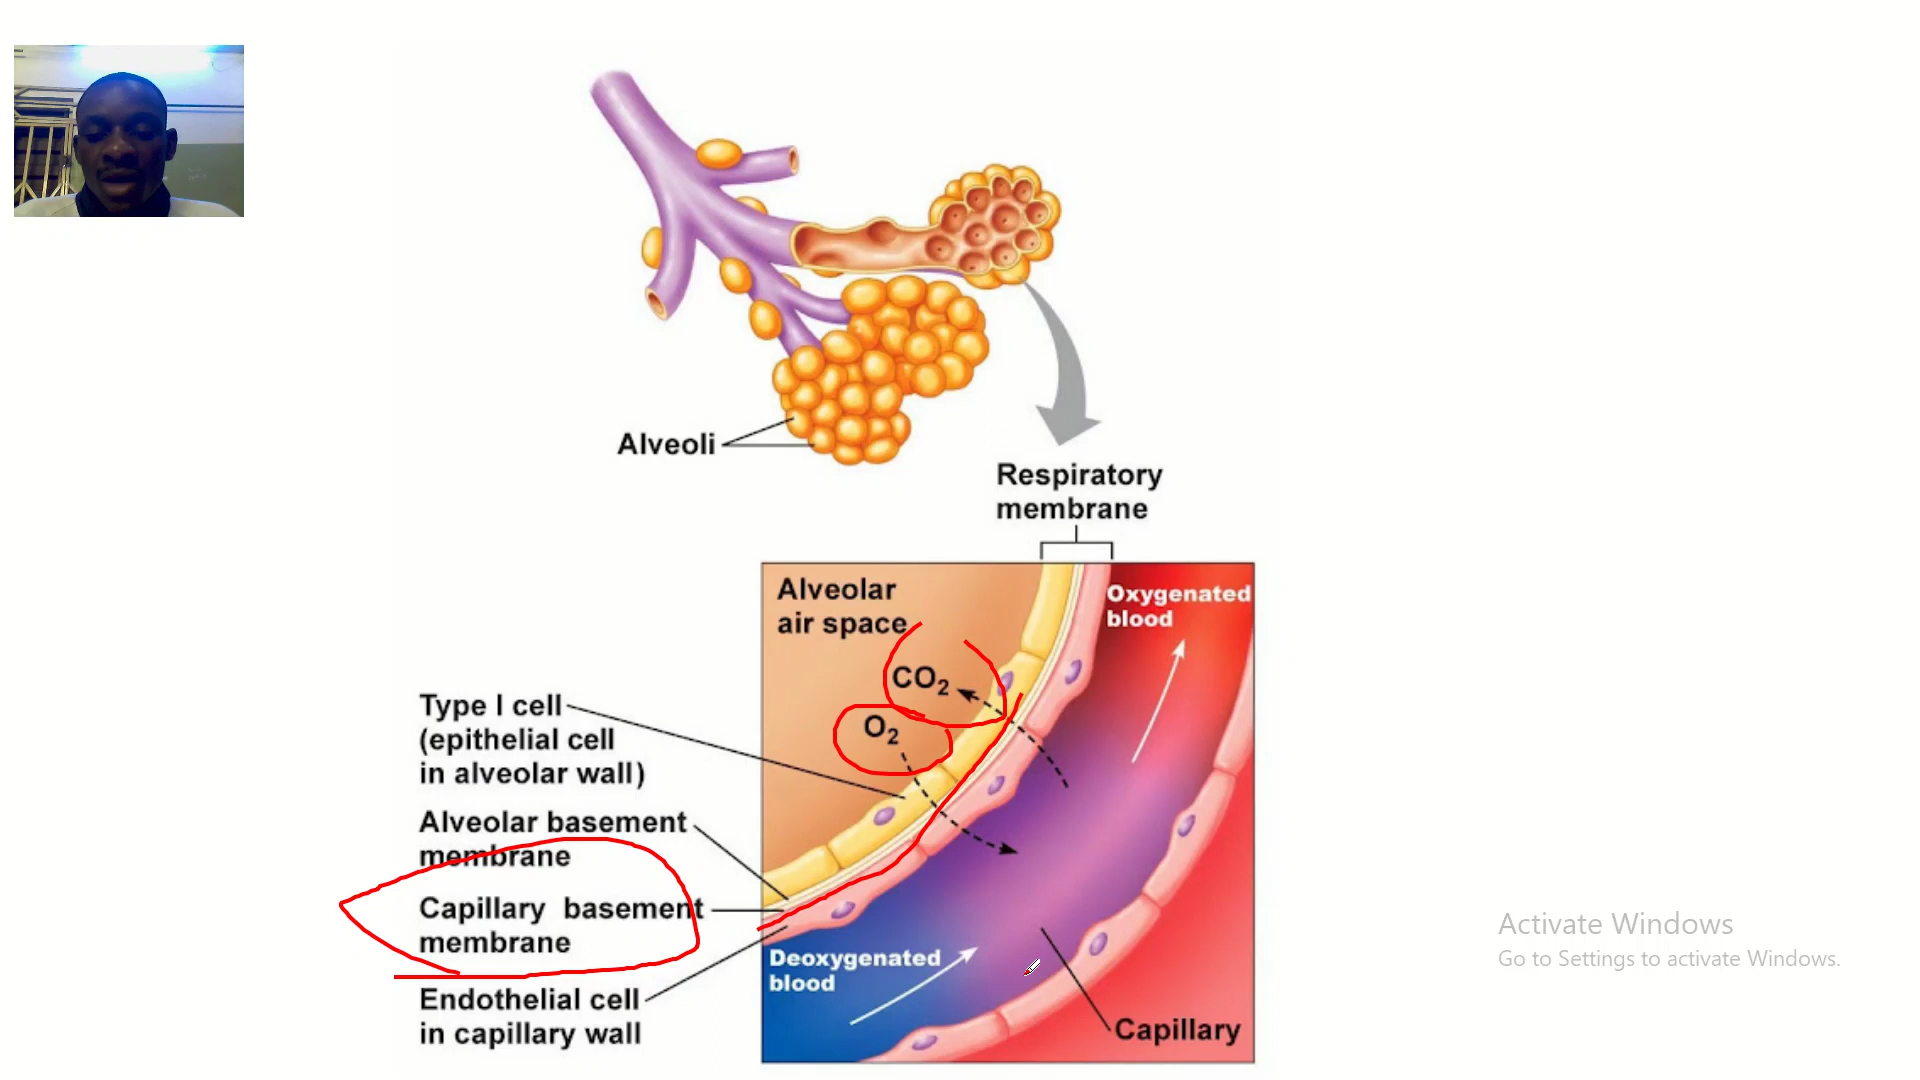 Alveoli
Respiratory
membrane
Alveolar
air space
Oxygenated
blood
CO₂
O₂
Type I cell
(epithelial cell
in alveolar wall)
Alveolar basement
membrane
Capillary basement
membrane
Endothelial cell
in capillary wall
Deoxygenated
blood
Capillary
Activate Windows
Go to Settings to activate Windows.